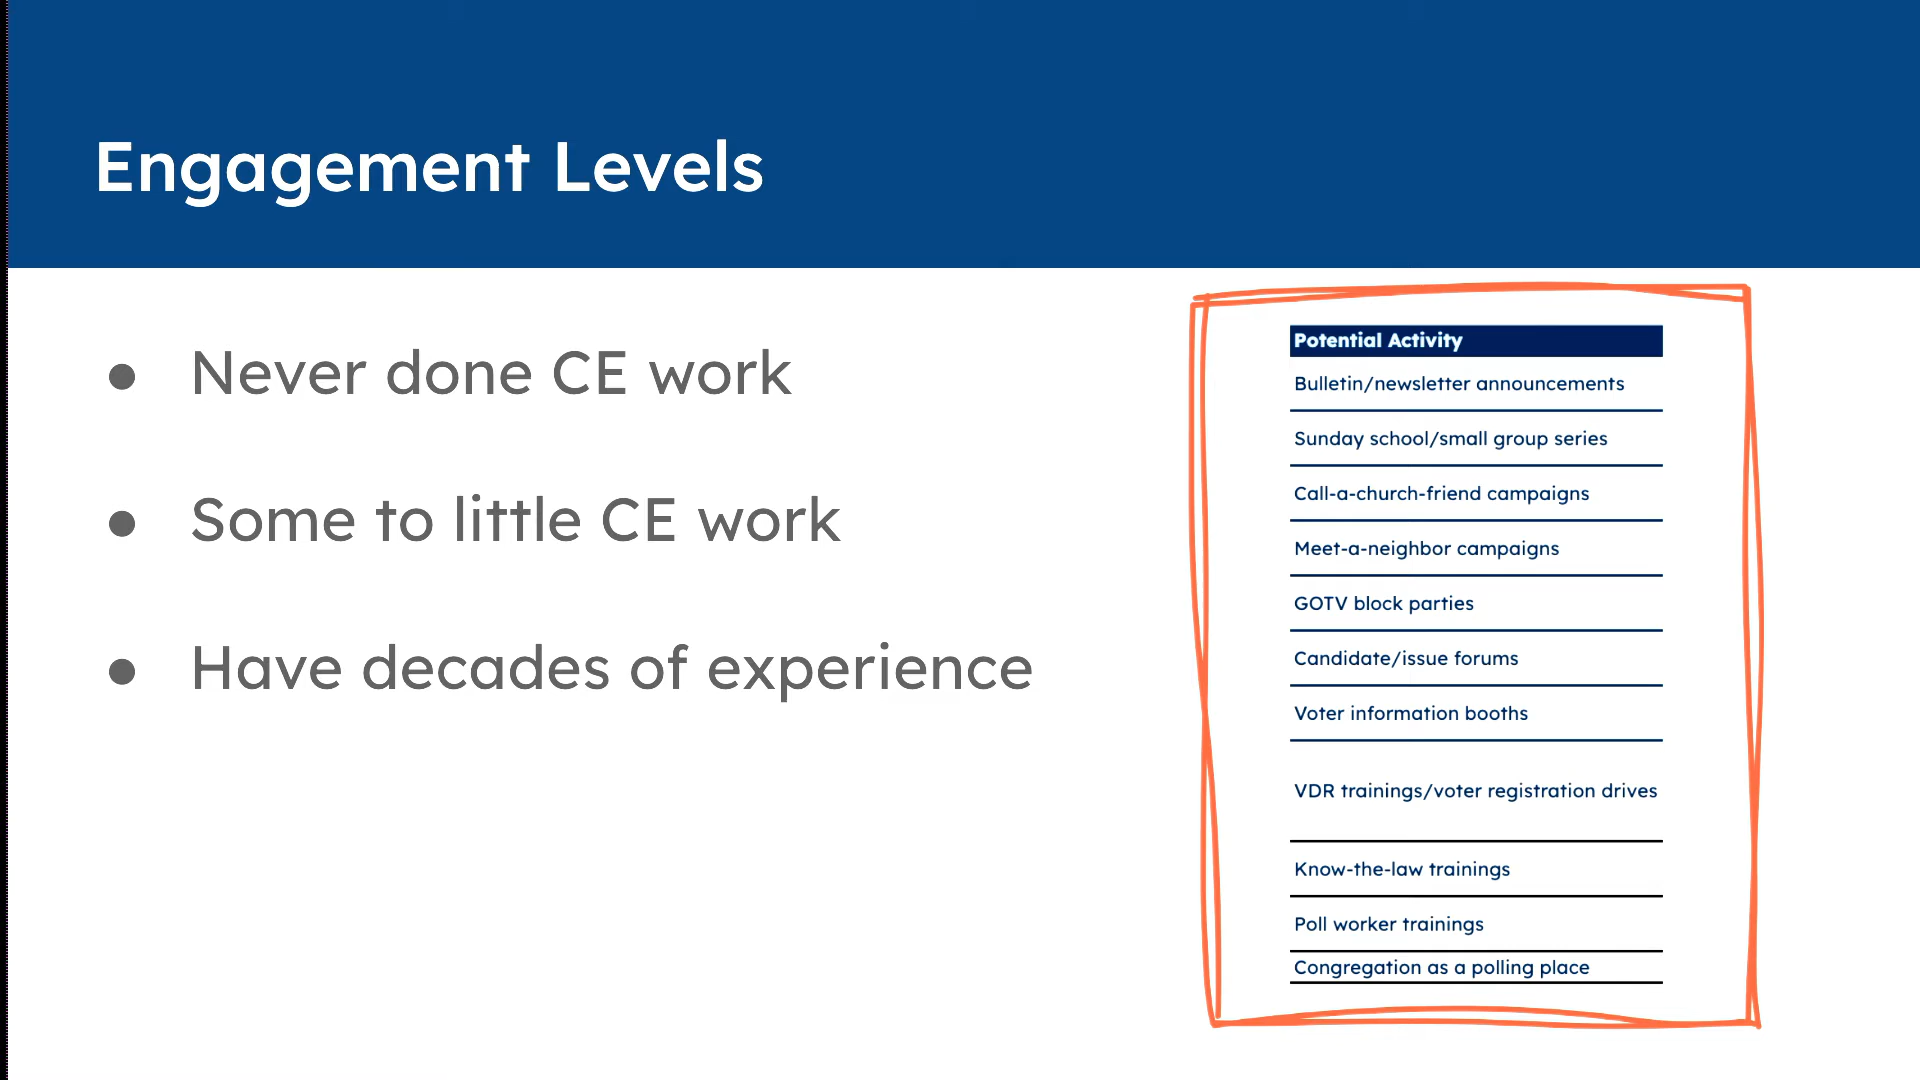 Engagement Levels
● Never done CE work
● Some to little CE work
● Have decades of experience
Potential Activity
Bulletin/newsletter announcements
Sunday school/small group series
Call-a-church-friend campaigns
Meet-a-neighbor campaigns
GOTV block parties
Candidate/issue forums
Voter information booths
VDR trainings/voter registration drives
Know-the-law trainings
Poll worker trainings
Congregation as a polling place